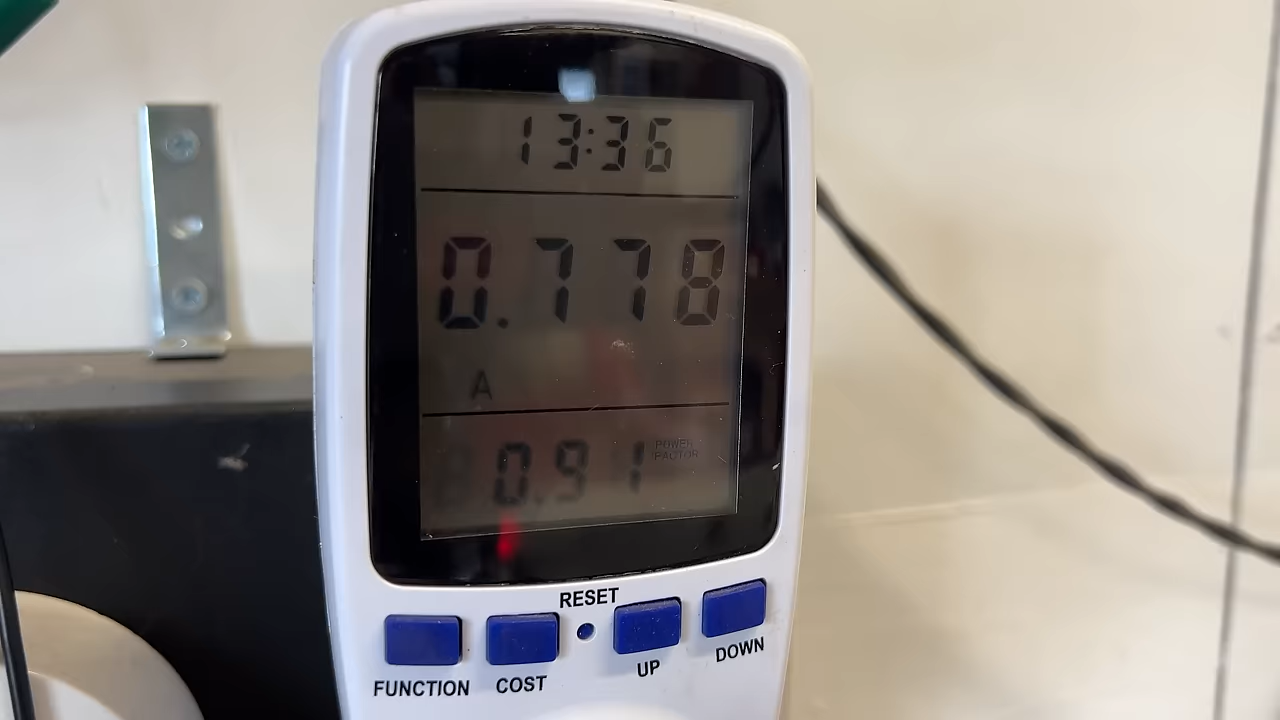 13:36
0.778
A
0.91 POWER
FACTOR
RESET
FUNCTION COST UP DOWN